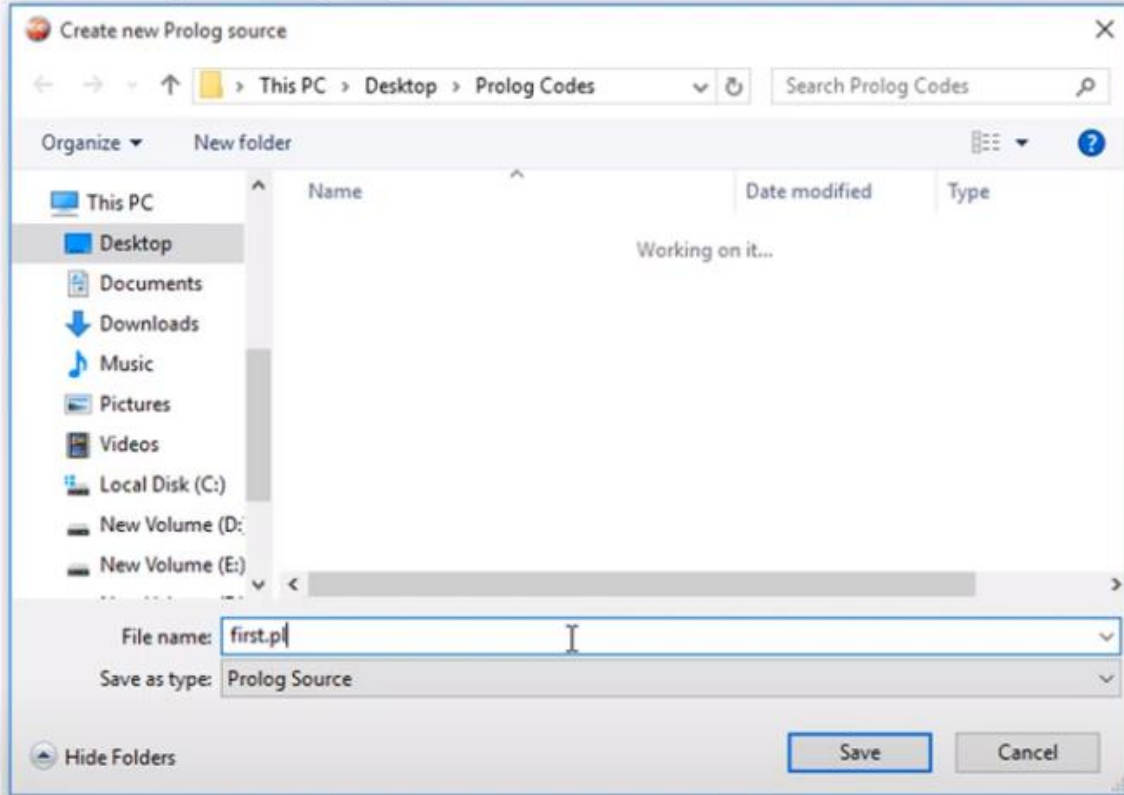 Create new Prolog source
This PC > Desktop > Prolog Codes
Search Prolog Codes
Organize
New folder
Name
Date modified
Type
Working on it...
This PC
Desktop
Documents
Downloads
Music
Pictures
Videos
Local Disk (C:)
New Volume (D:
New Volume (E:)
File name: first.pl
Save as type: Prolog Source
Hide Folders
Save
Cancel